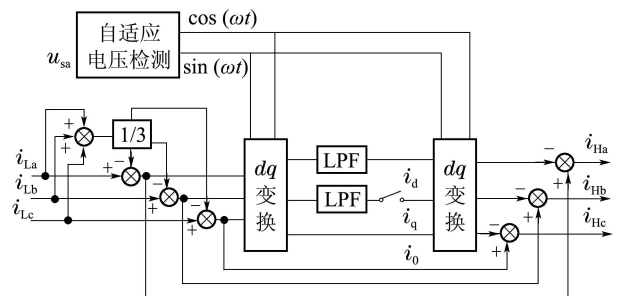 cos (ωt)
自适应
电压检测
u_sa
sin (ωt)
+
+
+
1/3
i_La
i_Lb
i_Lc
+
−
+
−
+
−
dq
变
换
LPF
LPF
i_d
i_q
i_0
dq
变
换
−
+
−
+
−
+
i_Ha
i_Hb
i_Hc